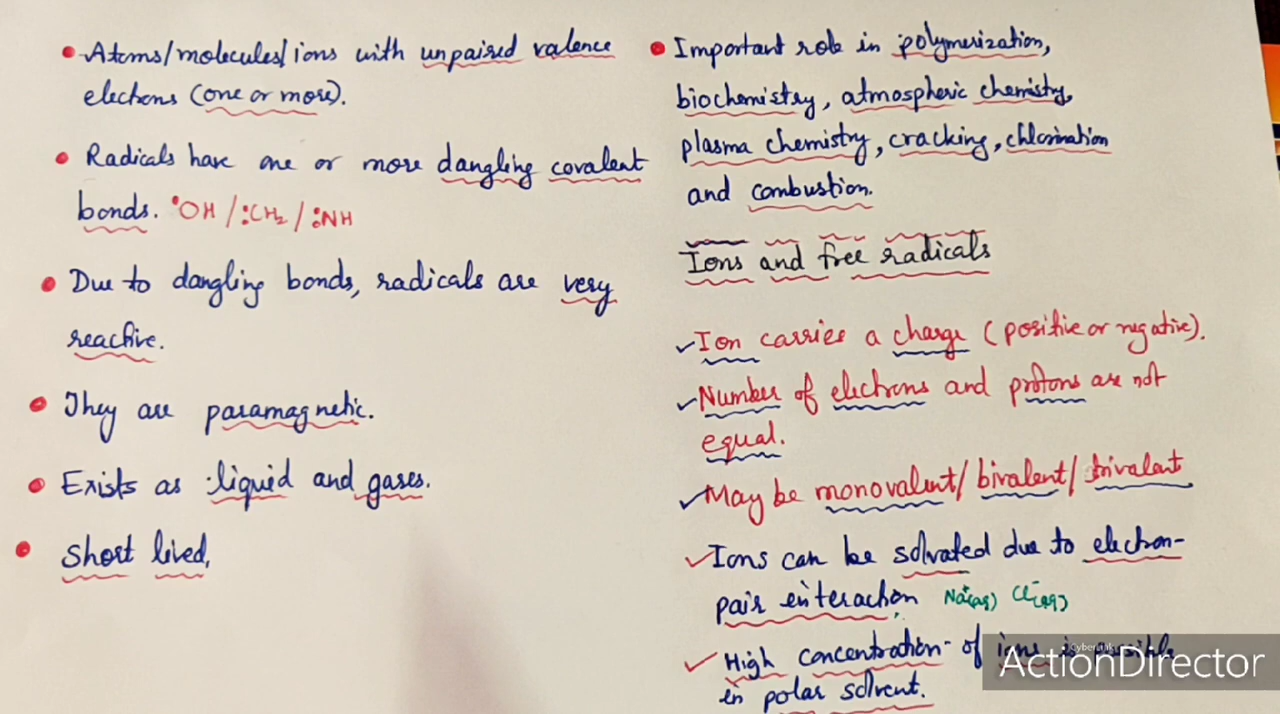 • Atoms/molecules/ions with unpaired valence
electrons (one or more).
• Radicals have one or more dangling covalent
bonds. •OH / :CH₂ / :NH
• Due to dangling bonds, radicals are very
reactive.
• They are paramagnetic.
• Exists as liquid and gases.
• Short lived,
• Important role in polymerization,
biochemistry, atmospheric chemistry,
plasma chemistry, cracking, chlorination
and combustion.
Ions and free radicals
✓Ion carries a charge (positive or negative).
✓Number of electrons and protons are not
equal.
✓May be monovalent/ bivalent/ trivalent
✓Ions can be solvated due to electron-
pair interaction Na⁺(aq) Cl⁻(aq)
✓High concentration of ions is possible
in polar solvent.
CyberLink
ActionDirector